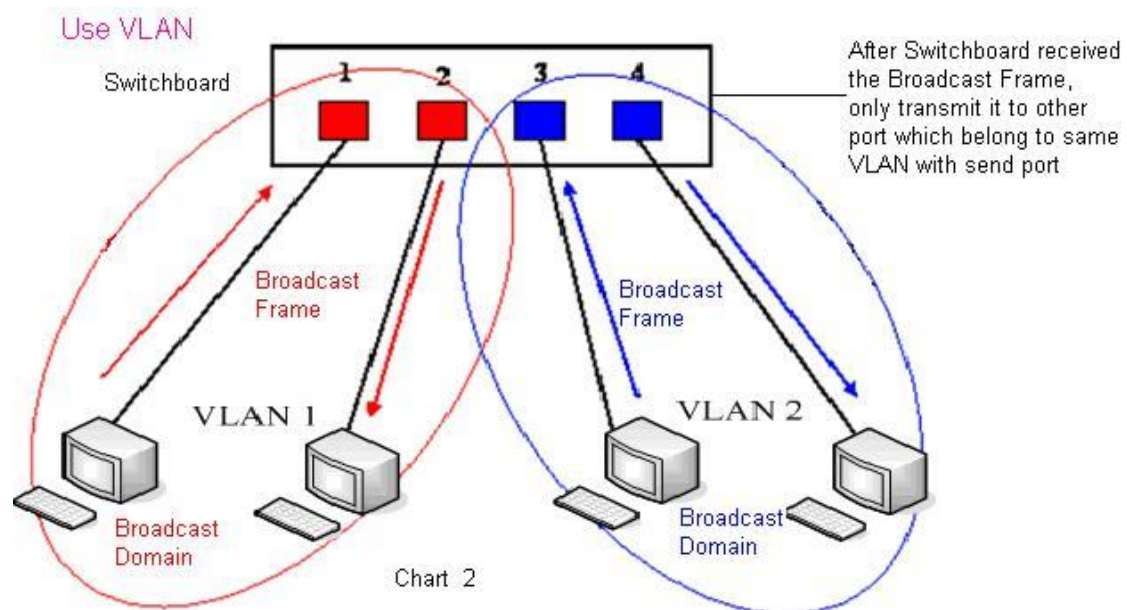 Use VLAN
Switchboard
1 2 3 4
After Switchboard received
the Broadcast Frame,
only transmit it to other
port which belong to same
VLAN with send port
Broadcast
Frame
Broadcast
Frame
VLAN 1
VLAN 2
Broadcast
Domain
Broadcast
Domain
Chart 2